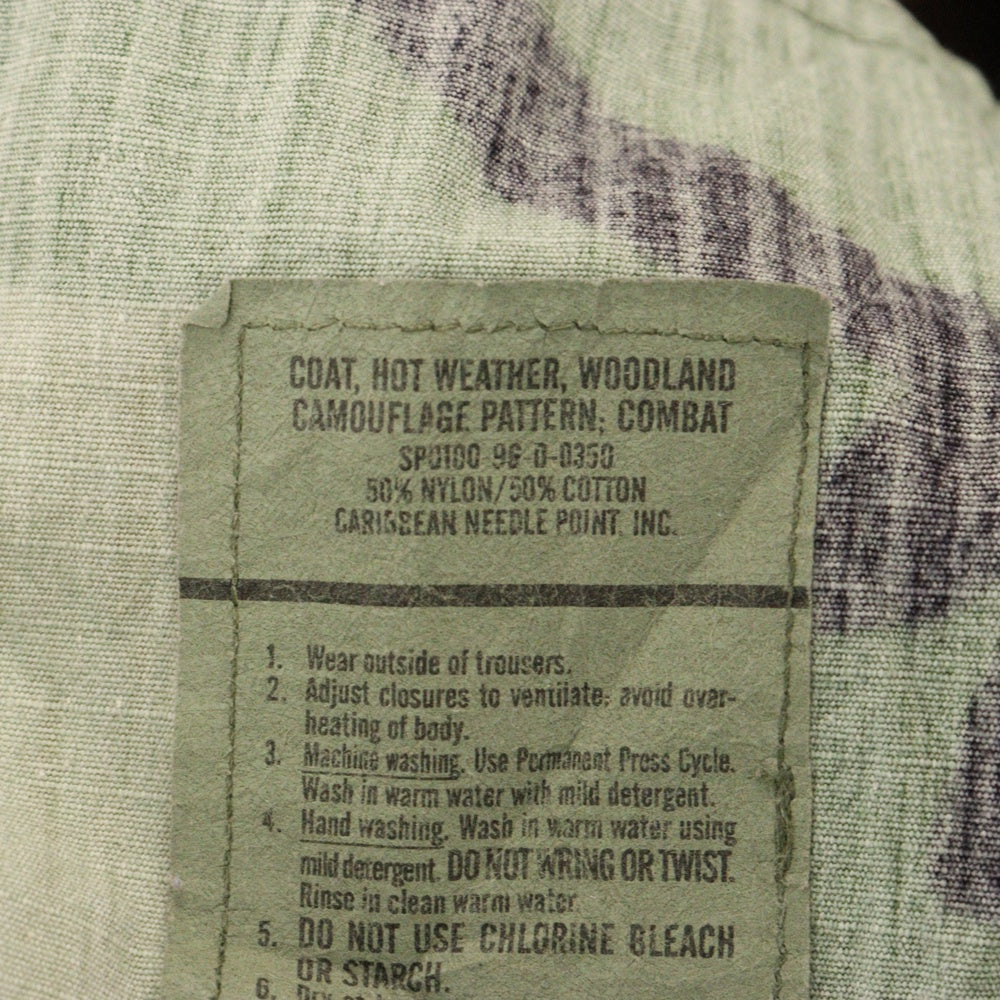 COAT, HOT WEATHER, WOODLAND
CAMOUFLAGE PATTERN; COMBAT
SPO100-96-D-0350
50% NYLON/50% COTTON
CARIBBEAN NEEDLE POINT, INC.
1. Wear outside of trousers.
2. Adjust closures to ventilate; avoid over-
heating of body.
3. Machine washing. Use Permanent Press Cycle.
Wash in warm water with mild detergent.
4. Hand washing. Wash in warm water using
mild detergent. DO NOT WRING OR TWIST.
Rinse in clean warm water.
5. DO NOT USE CHLORINE BLEACH
OR STARCH.
6.